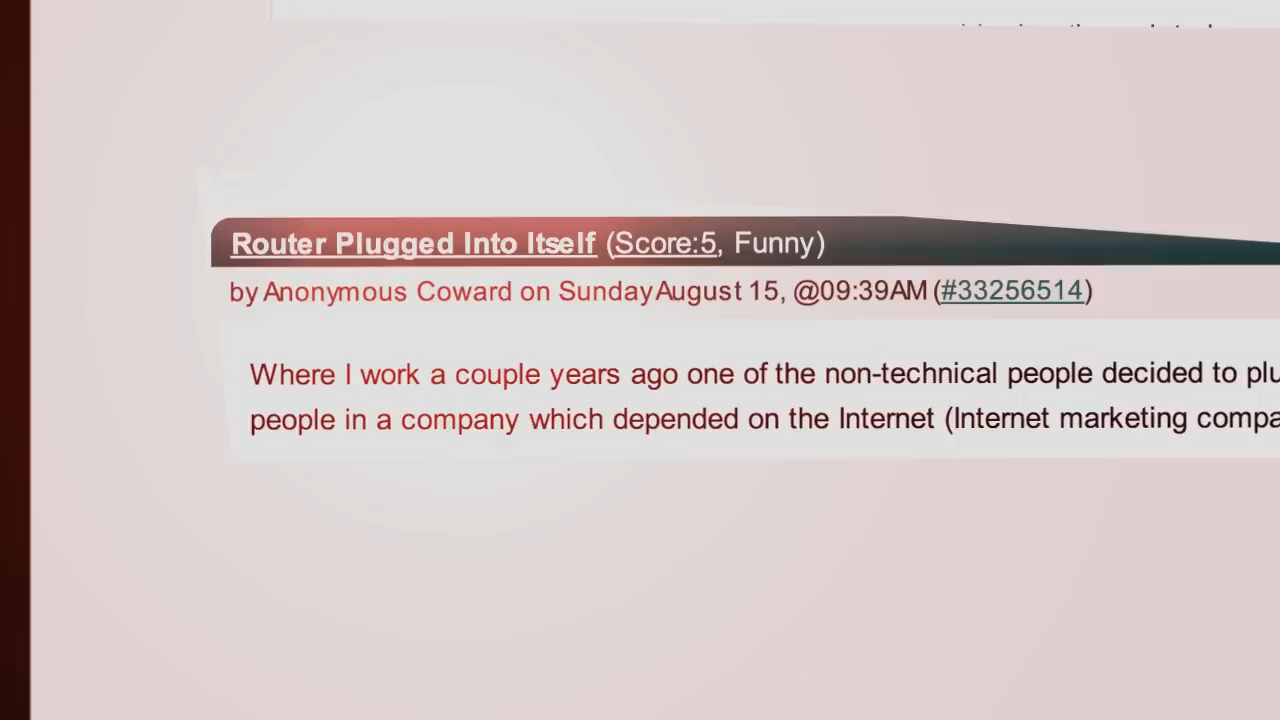 Router Plugged Into Itself (Score:5, Funny)
by Anonymous Coward on Sunday August 15, @09:39AM (#33256514)
Where I work a couple years ago one of the non-technical people decided to
people in a company which depended on the Internet (Internet marketing